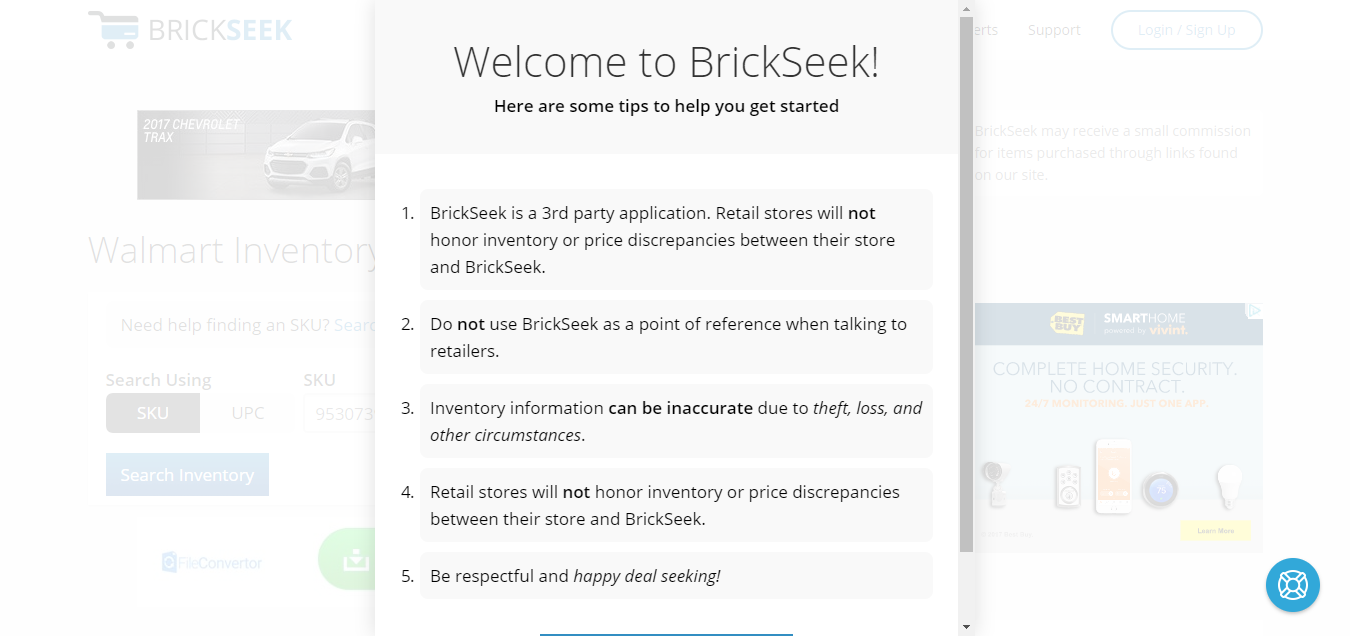 BRICKSEEK
erts
Support
Login / Sign Up
Welcome to BrickSeek!
Here are some tips to help you get started
2017 CHEVROLET
TRAX
BrickSeek may receive a small commission
for items purchased through links found
on our site.
1. BrickSeek is a 3rd party application. Retail stores will not
honor inventory or price discrepancies between their store
and BrickSeek.
2. Do not use BrickSeek as a point of reference when talking to
retailers.
3. Inventory information can be inaccurate due to theft, loss, and
other circumstances.
4. Retail stores will not honor inventory or price discrepancies
between their store and BrickSeek.
5. Be respectful and happy deal seeking!
Walmart Inventory
Need help finding an SKU? Searc
Search Using
SKU
SKU
UPC
953073
Search Inventory
FileConvertor
BEST BUY
SMARTHOME
powered by vivint.
COMPLETE HOME SECURITY.
NO CONTRACT.
24/7 MONITORING. JUST ONE APP.
Learn More